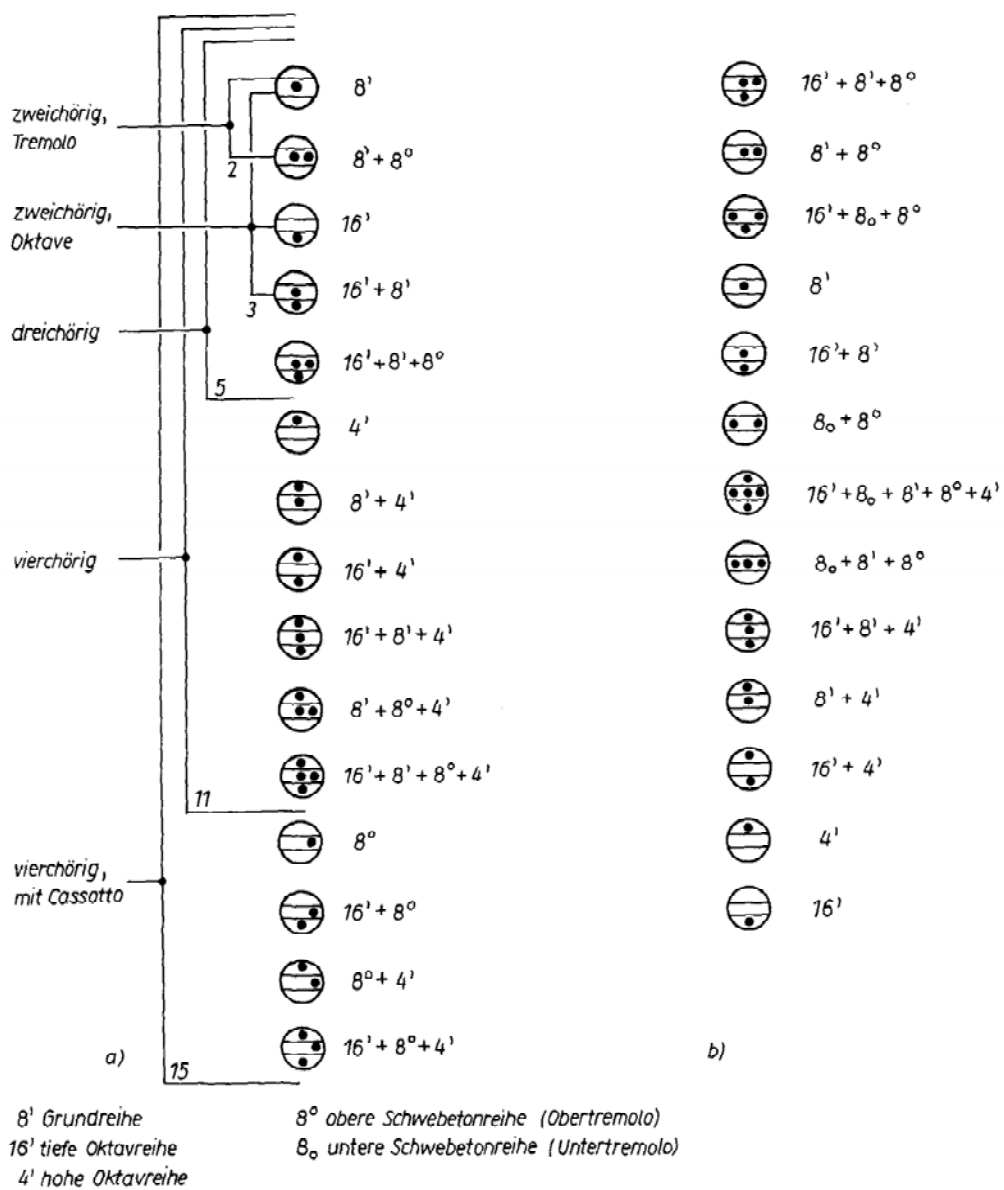 zweichörig,
Tremolo
zweichörig,
Oktave
dreichörig
vierchörig
vierchörig,
mit Cassotto
2
3
5
11
15
8'
8' + 8°
16'
16' + 8'
16' + 8' + 8°
4'
8' + 4'
16' + 4'
16' + 8' + 4'
8' + 8° + 4'
16' + 8' + 8° + 4'
8°
16' + 8°
8° + 4'
16' + 8° + 4'
a)
16' + 8' + 8°
8' + 8°
16' + 8₀ + 8°
8'
16' + 8'
8₀ + 8°
16' + 8₀ + 8' + 8° + 4'
8₀ + 8' + 8°
16' + 8' + 4'
8' + 4'
16' + 4'
4'
16'
b)
8' Grundreihe
16' tiefe Oktavreihe
4' hohe Oktavreihe
8° obere Schwebetonreihe (Obertremolo)
8₀ untere Schwebetonreihe (Untertremolo)